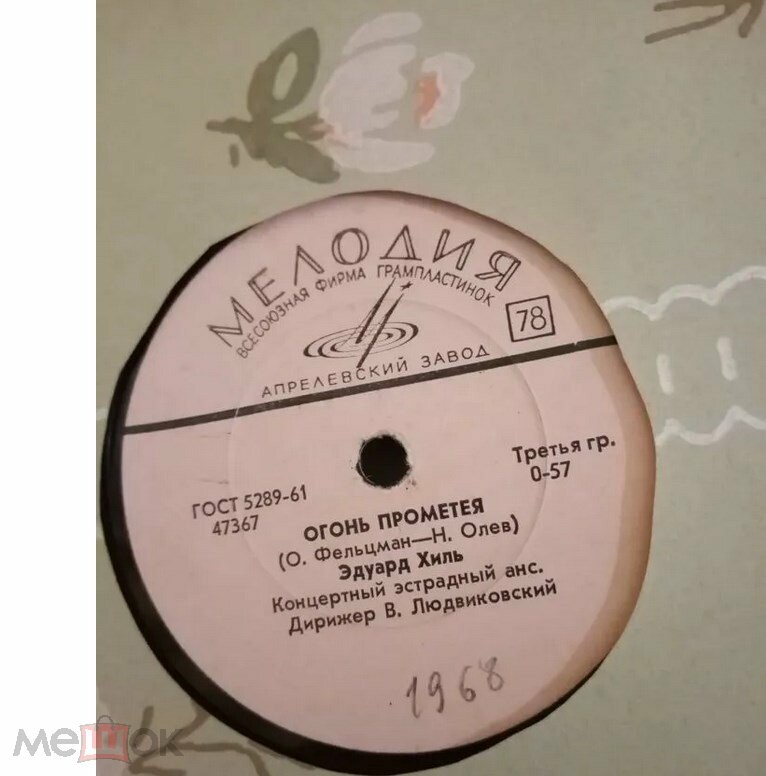 МЕЛОДИЯ
ВСЕСОЮЗНАЯ ФИРМА ГРАМПЛАСТИНОК
78
АПРЕЛЕВСКИЙ ЗАВОД
ГОСТ 5289-61
47367
Третья гр.
0-57
ОГОНЬ ПРОМЕТЕЯ
(О. Фельцман—Н. Олев)
Эдуард Хиль
Концертный эстрадный анс.
Дирижер В. Людвиковский
1968
мешок